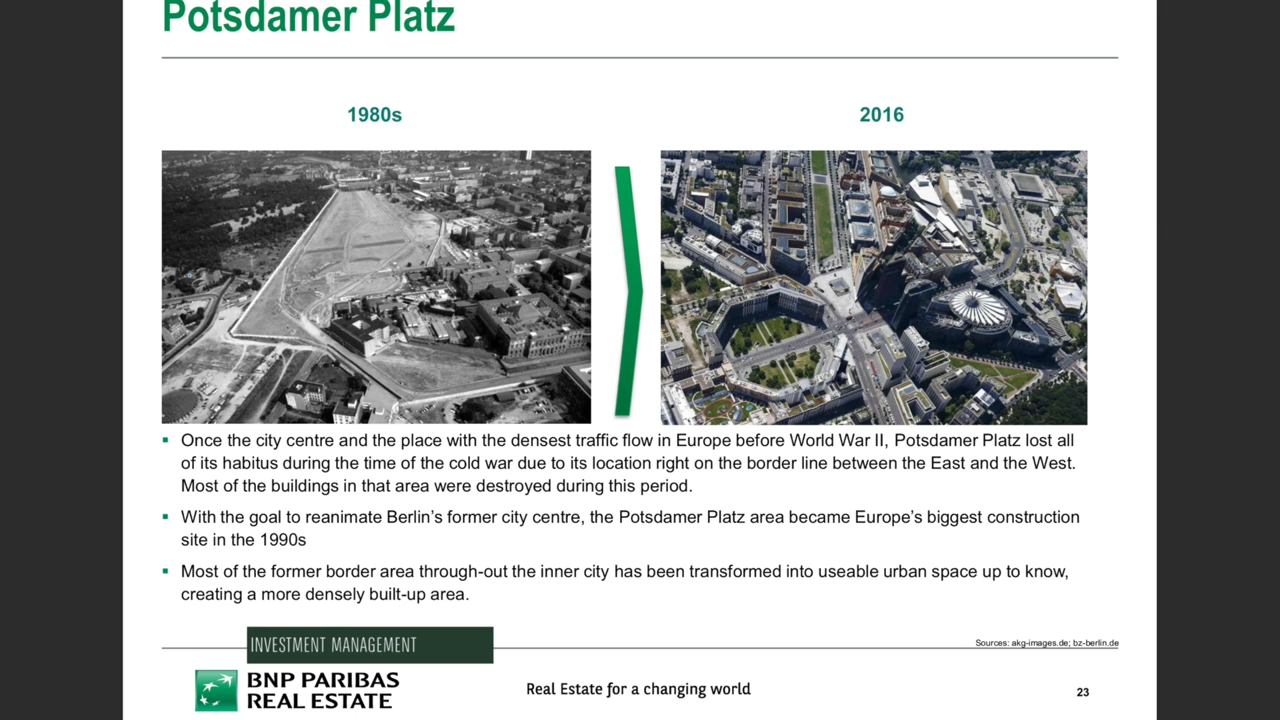 Potsdamer Platz
1980s
2016
▪ Once the city centre and the place with the densest traffic flow in Europe before World War II, Potsdamer Platz lost all
of its habitus during the time of the cold war due to its location right on the border line between the East and the West.
Most of the buildings in that area were destroyed during this period.
▪ With the goal to reanimate Berlin’s former city centre, the Potsdamer Platz area became Europe’s biggest construction
site in the 1990s
▪ Most of the former border area through-out the inner city has been transformed into useable urban space up to know,
creating a more densely built-up area.
INVESTMENT MANAGEMENT
Sources: akg-images.de; bz-berlin.de
BNP PARIBAS
REAL ESTATE
Real Estate for a changing world
23